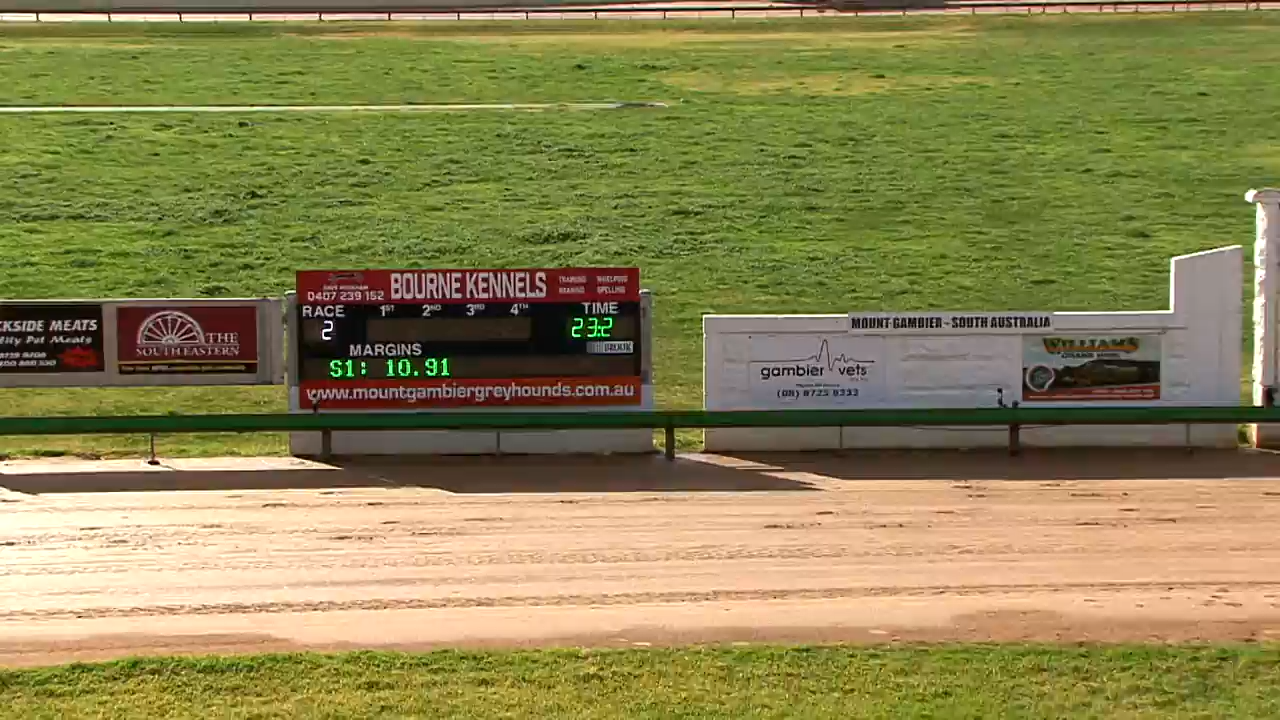 BOURNE KENNELS
0407 239 152
TRAINING WHELPING
REARING SPELLING
RACE 1ST 2ND 3RD 4TH TIME
2 23.2
BROOK
MARGINS
S1: 10.91
www.mountgambiergreyhounds.com.au
CKSIDE MEATS
lity Pet Meats
THE
SOUTH EASTERN
MOUNT GAMBIER - SOUTH AUSTRALIA
gambier vets
(08) 8725 8333
WILLIAMS